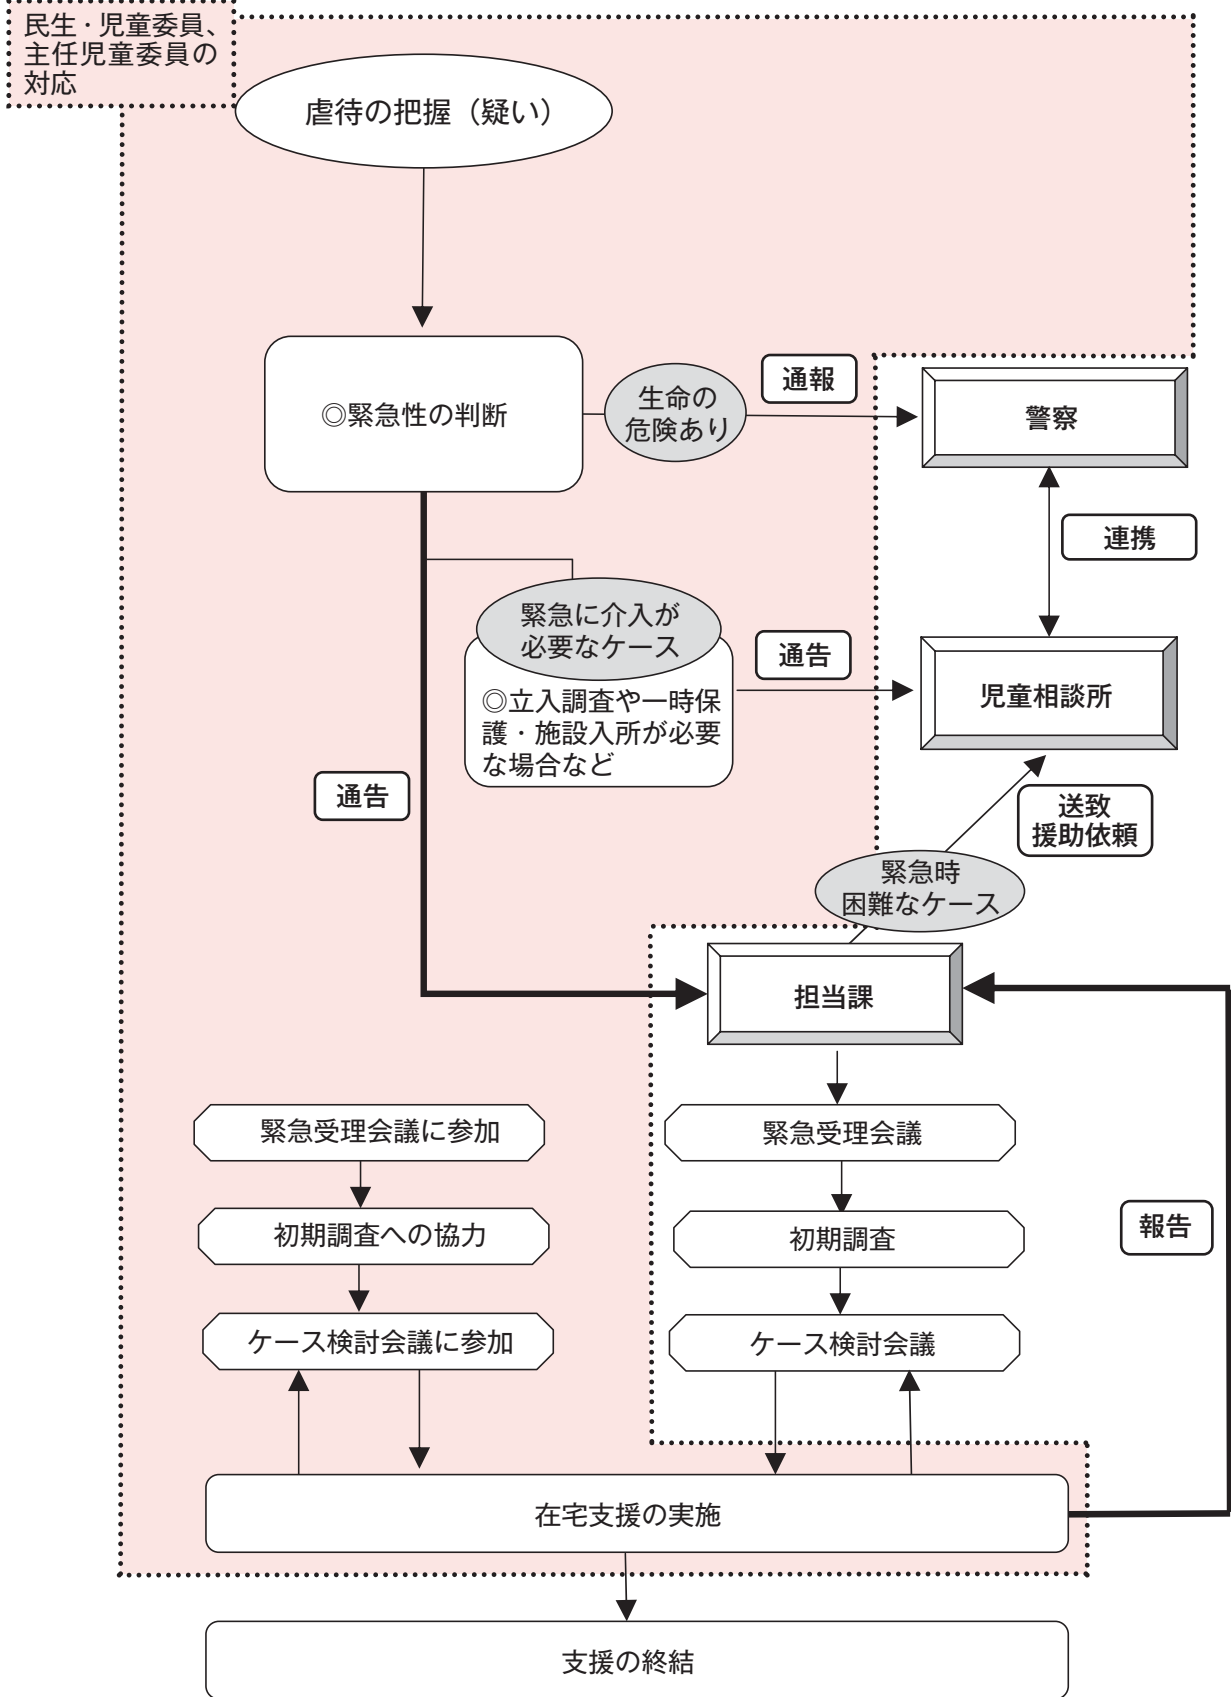 民生・児童委員、
主任児童委員の
対応
虐待の把握（疑い）
◎緊急性の判断
生命の
危険あり
通報
警察
連携
緊急に介入が
必要なケース
◎立入調査や一時保
護・施設入所が必要
な場合など
通告
児童相談所
通告
送致
援助依頼
緊急時
困難なケース
担当課
緊急受理会議に参加
緊急受理会議
初期調査への協力
初期調査
報告
ケース検討会議に参加
ケース検討会議
在宅支援の実施
支援の終結